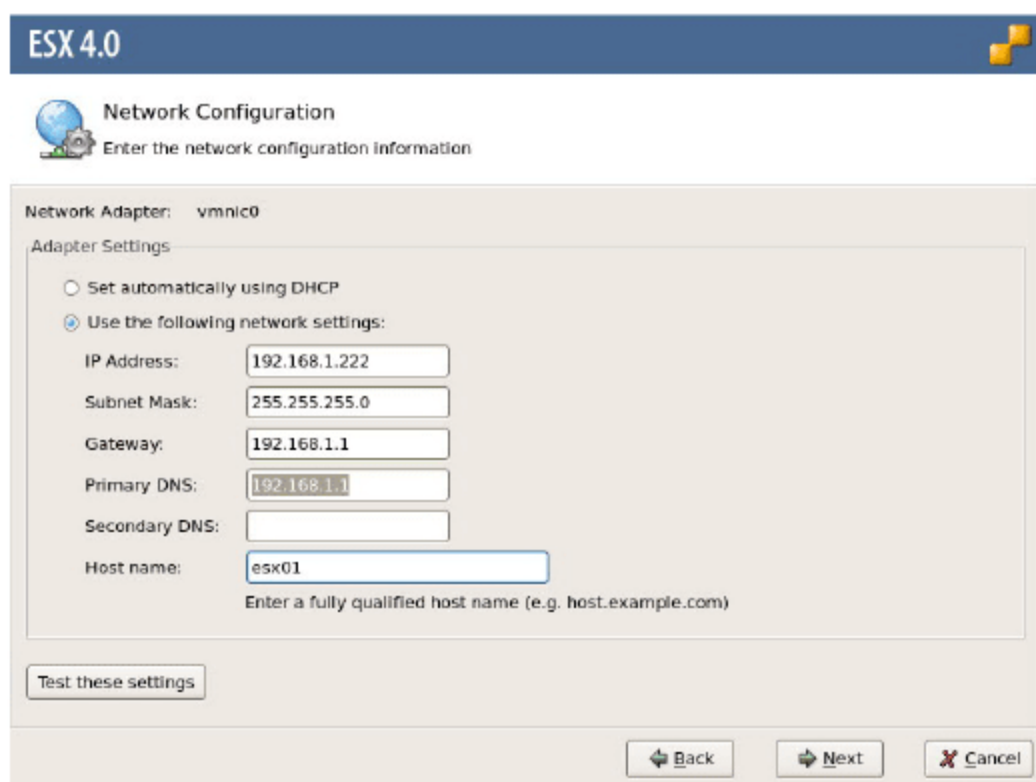 ESX 4.0
Network Configuration
Enter the network configuration information
Network Adapter: vmnic0
Adapter Settings
Set automatically using DHCP
Use the following network settings:
IP Address: 192.168.1.222
Subnet Mask: 255.255.255.0
Gateway: 192.168.1.1
Primary DNS: 192.168.1.1
Secondary DNS:
Host name: esx01
Enter a fully qualified host name (e.g. host.example.com)
Test these settings
Back Next Cancel